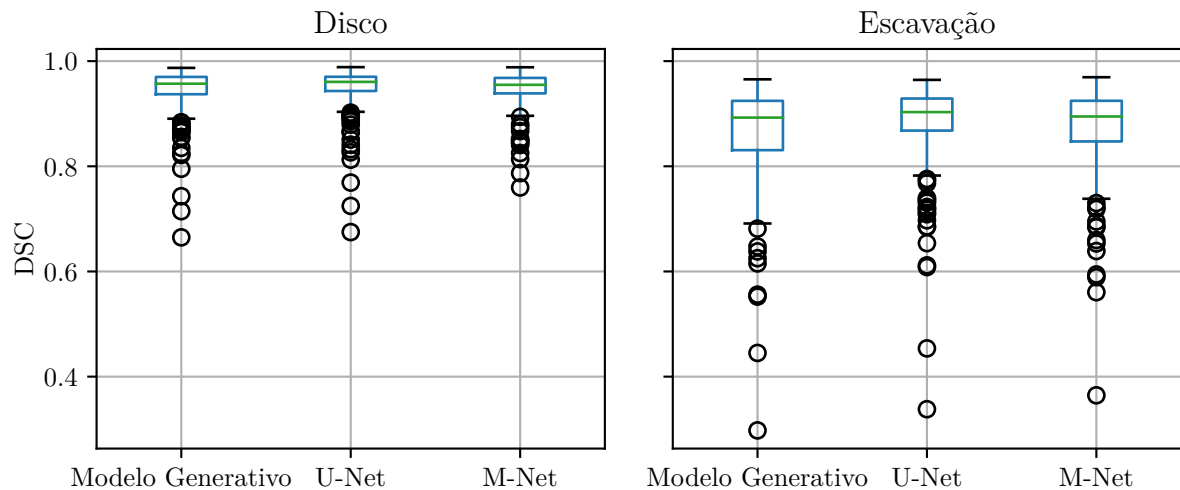 Disco
Escavação
DSC
1.0
0.8
0.6
0.4
Modelo Generativo U-Net M-Net
Modelo Generativo U-Net M-Net